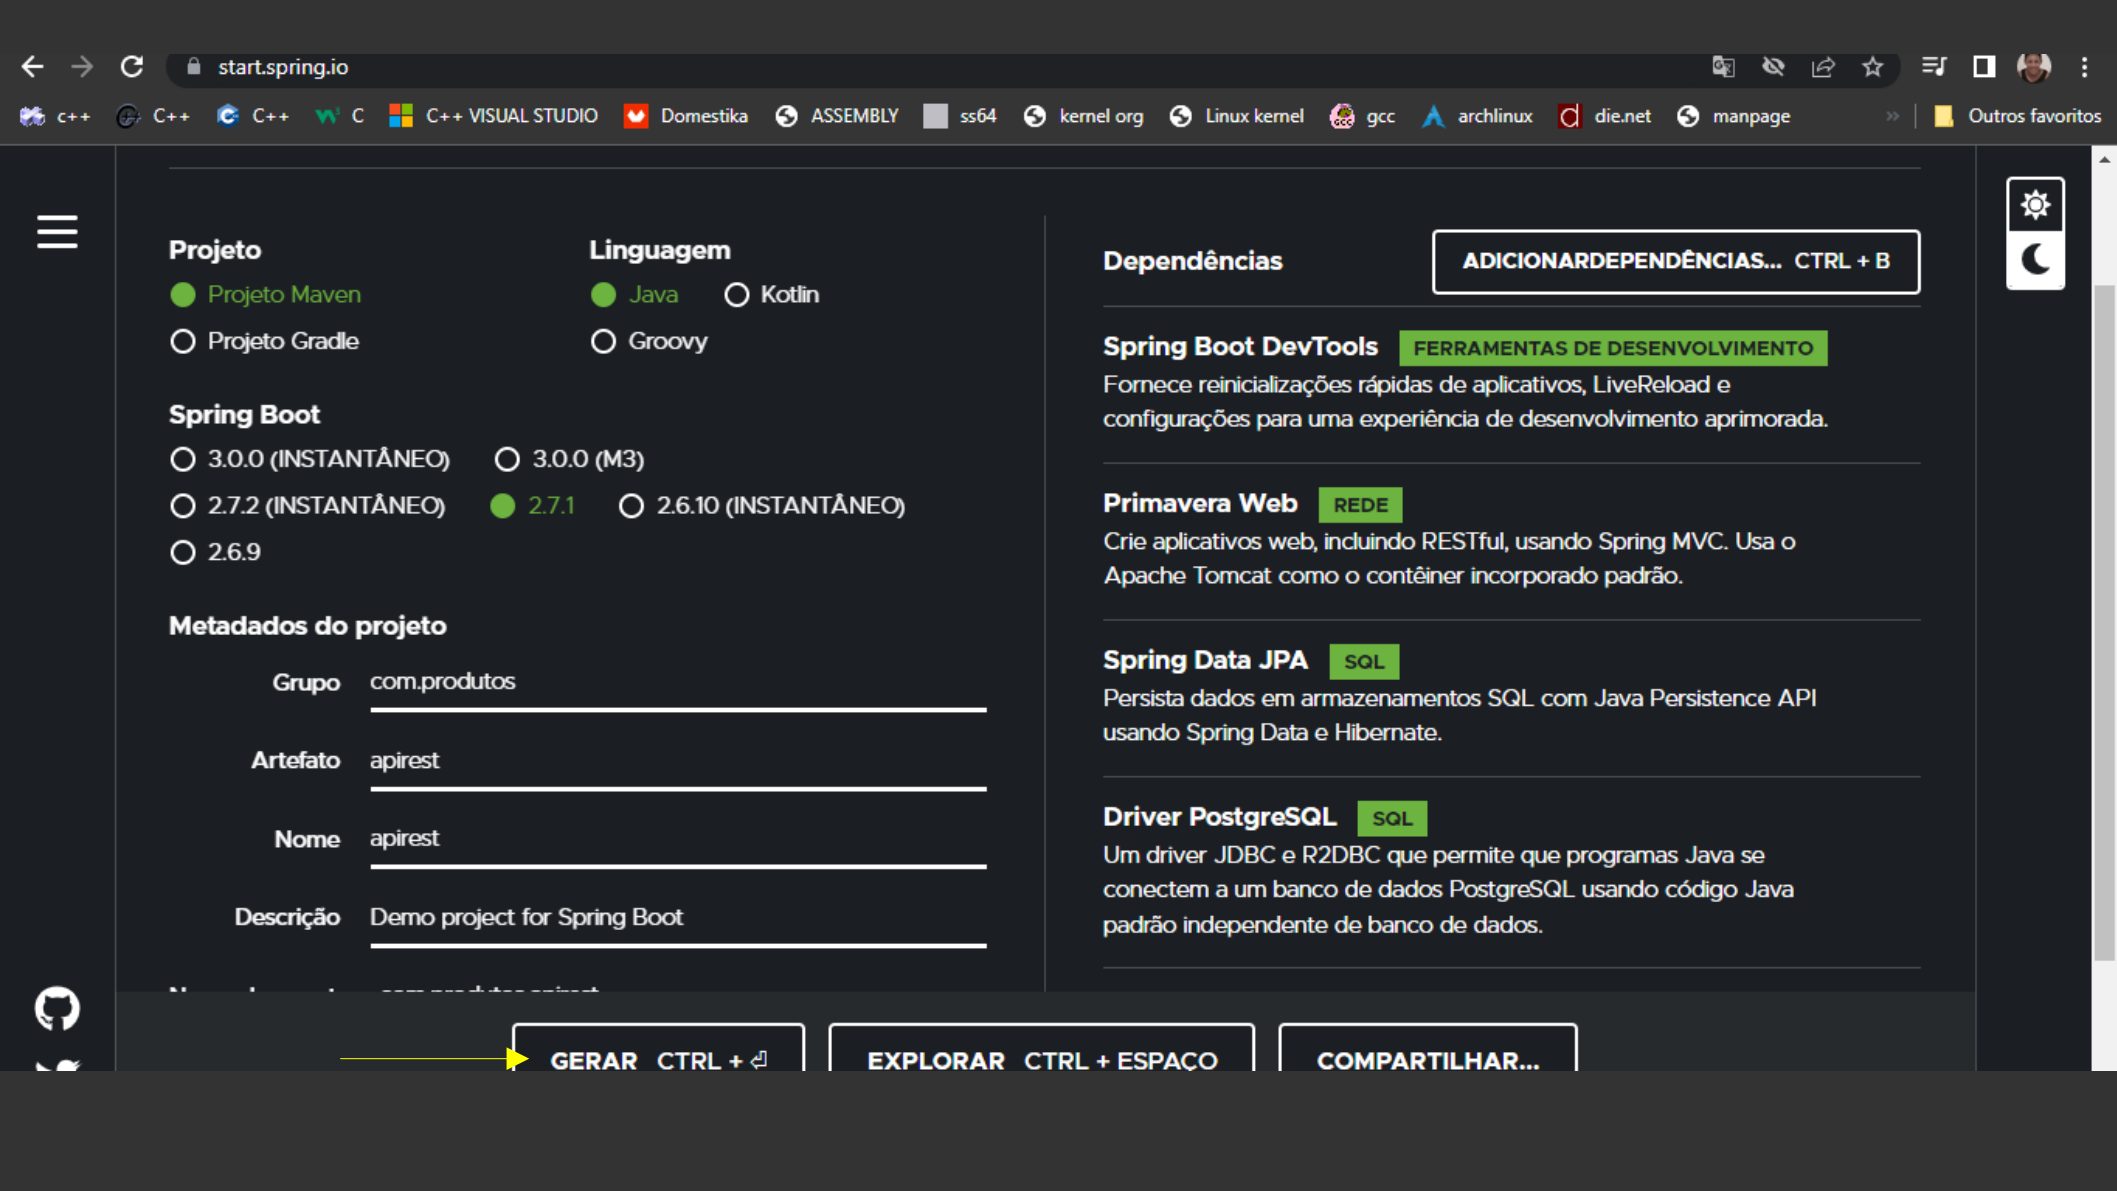 start.spring.io
c++ C++ C++ C C++ VISUAL STUDIO Domestika ASSEMBLY ss64 kernel org Linux kernel gcc archlinux die.net manpage » Outros favoritos
Projeto
Projeto Maven
Projeto Gradle
Linguagem
Java Kotlin
Groovy
Spring Boot
3.0.0 (INSTANTÂNEO) 3.0.0 (M3)
2.7.2 (INSTANTÂNEO) 2.7.1 2.6.10 (INSTANTÂNEO)
2.6.9
Metadados do projeto
Grupo com.produtos
Artefato apirest
Nome apirest
Descrição Demo project for Spring Boot
com.produtos.apirest
Dependências ADICIONARDEPENDÊNCIAS... CTRL + B
Spring Boot DevTools FERRAMENTAS DE DESENVOLVIMENTO
Fornece reinicializações rápidas de aplicativos, LiveReload e
configurações para uma experiência de desenvolvimento aprimorada.
Primavera Web REDE
Crie aplicativos web, incluindo RESTful, usando Spring MVC. Usa o
Apache Tomcat como o contêiner incorporado padrão.
Spring Data JPA SQL
Persista dados em armazenamentos SQL com Java Persistence API
usando Spring Data e Hibernate.
Driver PostgreSQL SQL
Um driver JDBC e R2DBC que permite que programas Java se
conectem a um banco de dados PostgreSQL usando código Java
padrão independente de banco de dados.
GERAR CTRL + ⏎ EXPLORAR CTRL + ESPAÇO COMPARTILHAR...